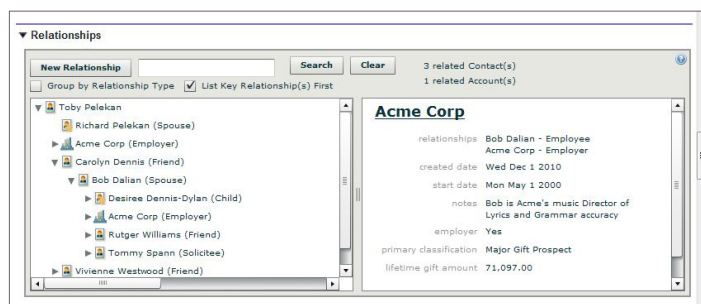 Relationships
New Relationship
Search
Clear
3 related Contact(s)
1 related Account(s)
Group by Relationship Type
List Key Relationship(s) First
Toby Pelekan
Richard Pelekan (Spouse)
Acme Corp (Employer)
Carolyn Dennis (Friend)
Bob Dalian (Spouse)
Desiree Dennis-Dylan (Child)
Acme Corp (Employer)
Rutger Williams (Friend)
Tommy Spann (Solicitee)
Vivienne Westwood (Friend)
Acme Corp
relationships Bob Dalian - Employee
Acme Corp - Employer
created date Wed Dec 1 2010
start date Mon May 1 2000
notes Bob is Acme's music Director of
Lyrics and Grammar accuracy
employer Yes
primary classification Major Gift Prospect
lifetime gift amount 71,097.00